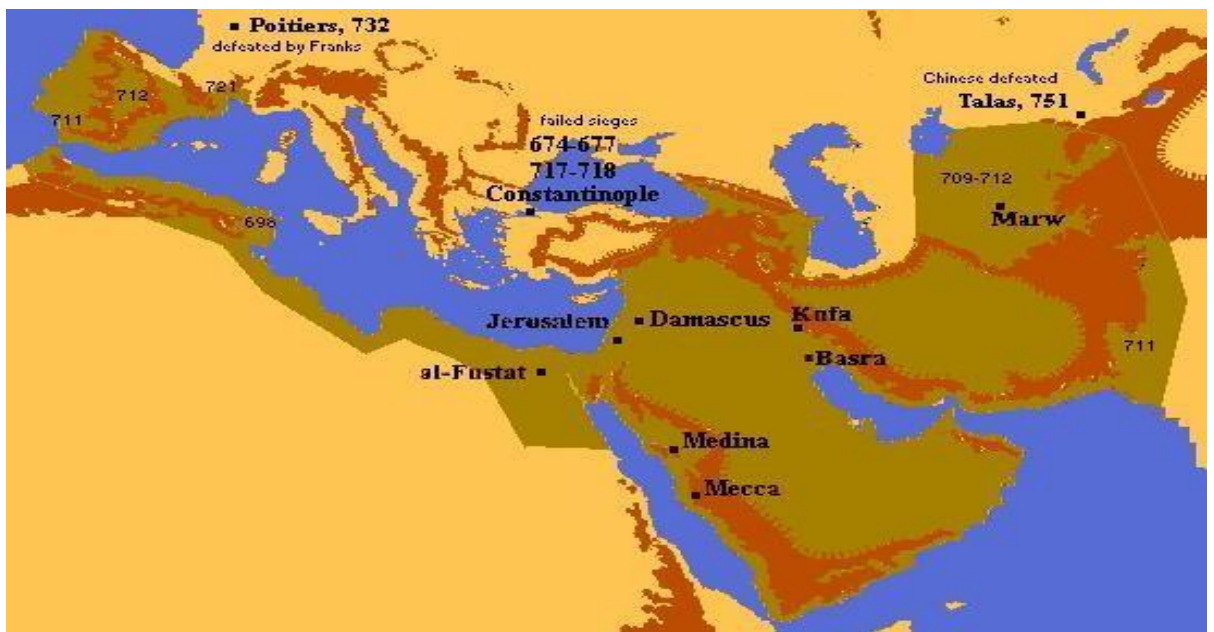 Poitiers, 732
defeated by Franks
721
712
711
Chinese defeated
Talas, 751
failed sieges
674-677
717-718
Constantinople
709-712
Marw
698
Jerusalem
Damascus
Kufa
Basra
711
al-Fustat
Medina
Mecca